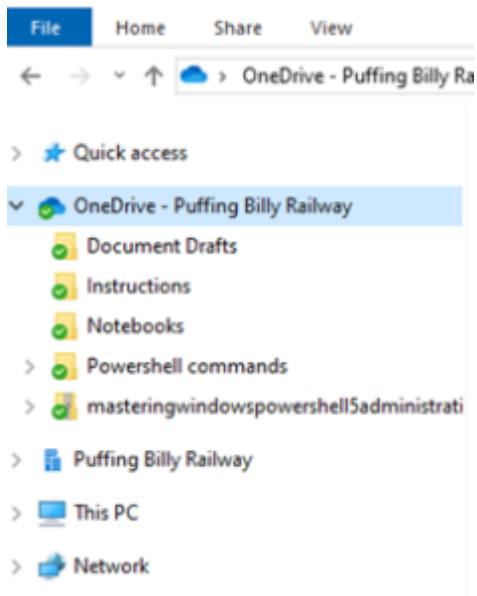 File Home Share View
OneDrive - Puffing Billy Ra
Quick access
OneDrive - Puffing Billy Railway
Document Drafts
Instructions
Notebooks
Powershell commands
masteringwindowspowershell5administrati
Puffing Billy Railway
This PC
Network